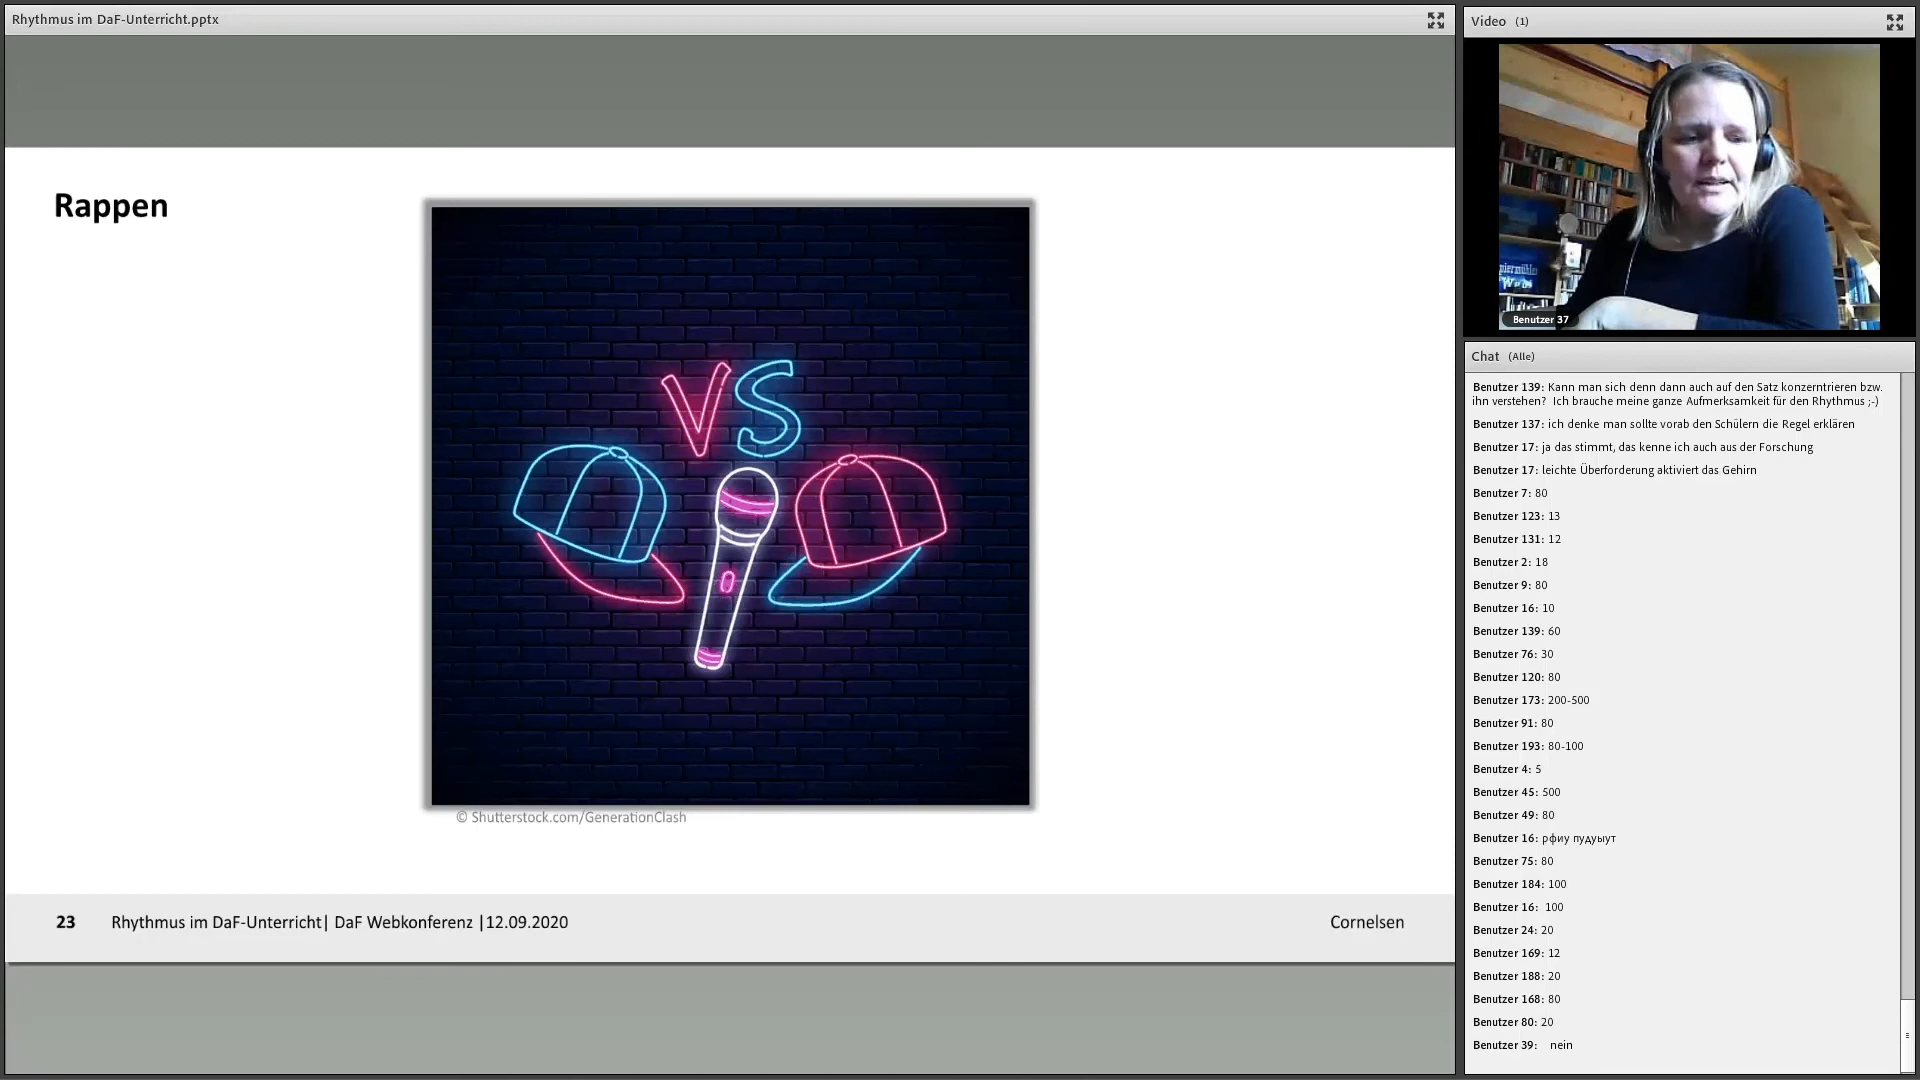 Rhythmus im DaF-Unterricht.pptx
Rappen
VS
© Shutterstock.com/GenerationClash
23 Rhythmus im DaF-Unterricht| DaF Webkonferenz |12.09.2020 Cornelsen
Video (1)
Benutzer 37
Chat (Alle)
Benutzer 139: Kann man sich denn dann auch auf den Satz konzerntrieren bzw.
ihn verstehen? Ich brauche meine ganze Aufmerksamkeit für den Rhythmus ;-)
Benutzer 137: ich denke man sollte vorab den Schülern die Regel erklären
Benutzer 17: ja das stimmt, das kenne ich auch aus der Forschung
Benutzer 17: leichte Überforderung aktiviert das Gehirn
Benutzer 7: 80
Benutzer 123: 13
Benutzer 131: 12
Benutzer 2: 18
Benutzer 9: 80
Benutzer 16: 10
Benutzer 139: 60
Benutzer 76: 30
Benutzer 120: 80
Benutzer 173: 200-500
Benutzer 91: 80
Benutzer 193: 80-100
Benutzer 4: 5
Benutzer 45: 500
Benutzer 49: 80
Benutzer 16: рфиу пудуыут
Benutzer 75: 80
Benutzer 184: 100
Benutzer 16: 100
Benutzer 24: 20
Benutzer 169: 12
Benutzer 188: 20
Benutzer 168: 80
Benutzer 80: 20
Benutzer 39: nein